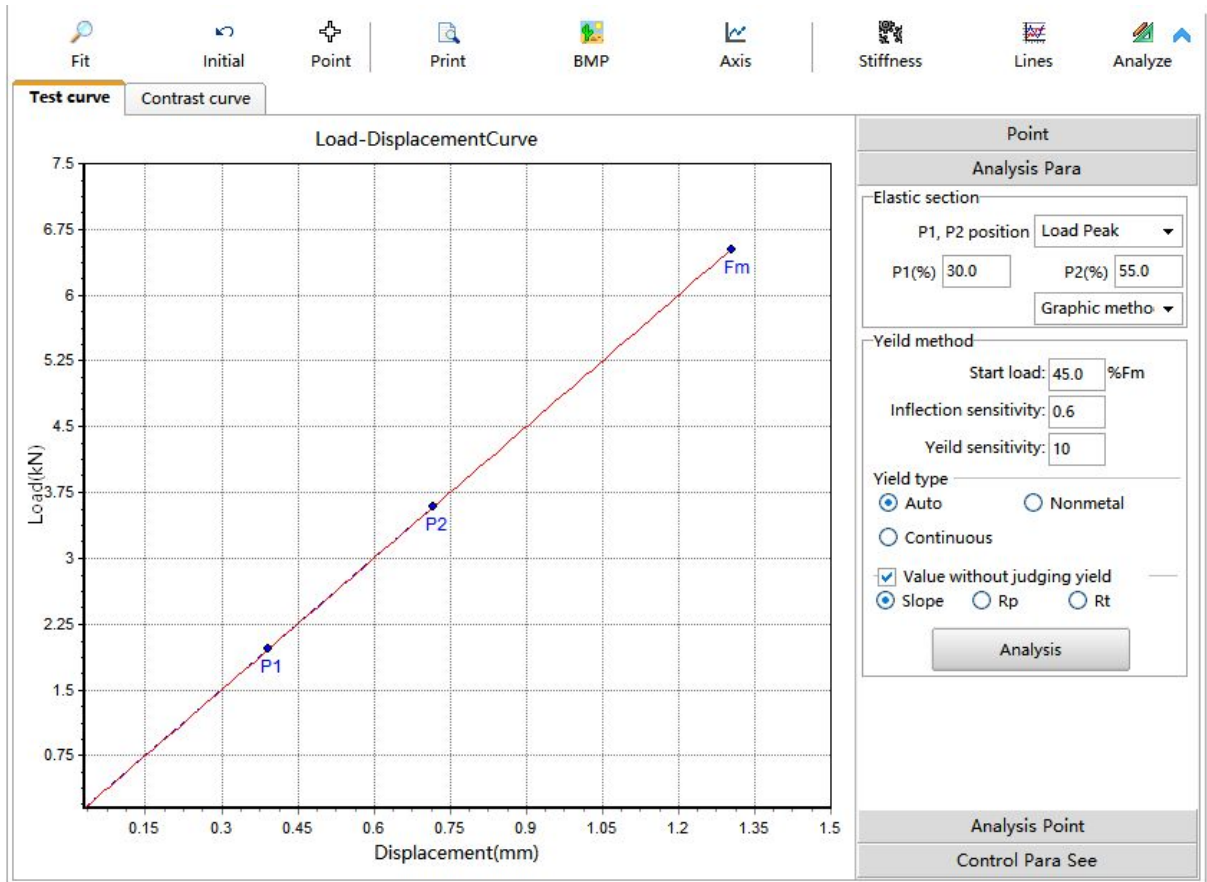 Fit Initial Point Print BMP Axis Stiffness Lines Analyze
Test curve Contrast curve
Load-DisplacementCurve
7.5
6.75
6
5.25
4.5
3.75
3
2.25
1.5
0.75
Load(kN)
Fm
P2
P1
0.15 0.3 0.45 0.6 0.75 0.9 1.05 1.2 1.35 1.5
Displacement(mm)
Point
Analysis Para
Elastic section
P1, P2 position Load Peak
P1(%) 30.0 P2(%) 55.0
Graphic metho
Yeild method
Start load: 45.0 %Fm
Inflection sensitivity: 0.6
Yeild sensitivity: 10
Yield type
Auto Nonmetal
Continuous
Value without judging yield
Slope Rp Rt
Analysis
Analysis Point
Control Para See